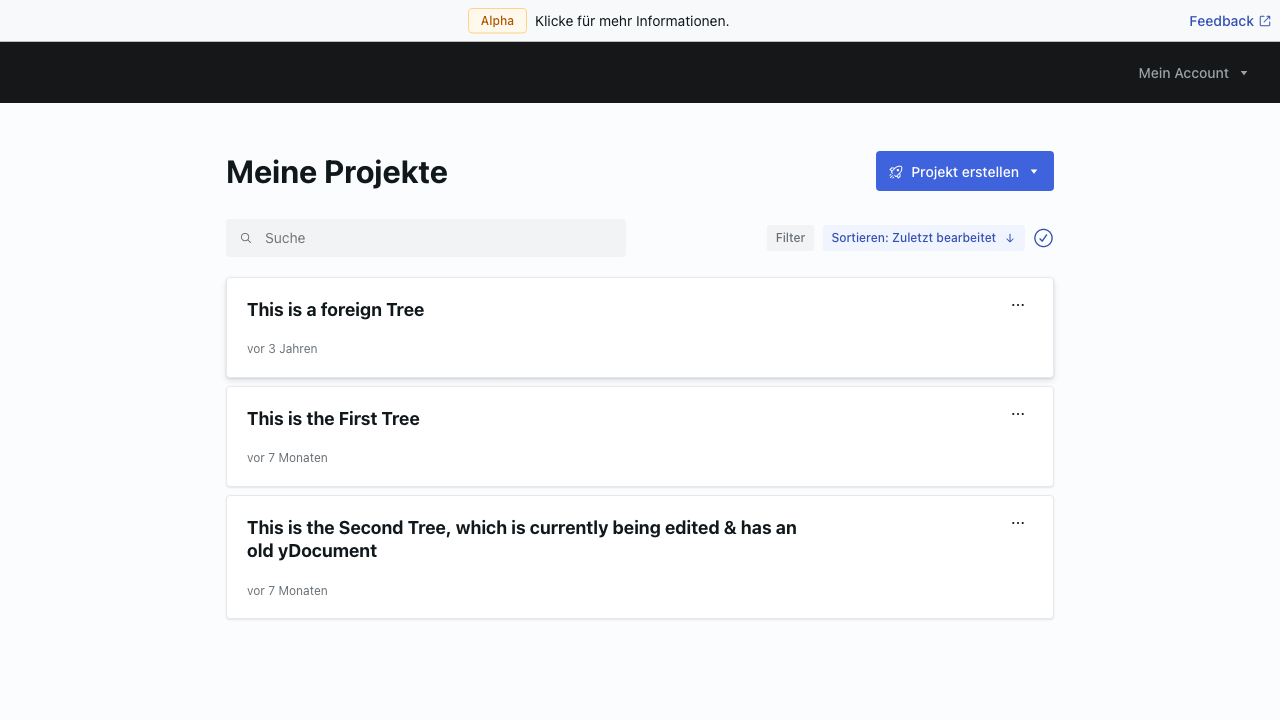 Alpha Klicke für mehr Informationen.
Feedback
Mein Account
Meine Projekte
Projekt erstellen
Suche
Filter
Sortieren: Zuletzt bearbeitet
This is a foreign Tree
vor 3 Jahren
This is the First Tree
vor 7 Monaten
This is the Second Tree, which is currently being edited & has an
old yDocument
vor 7 Monaten